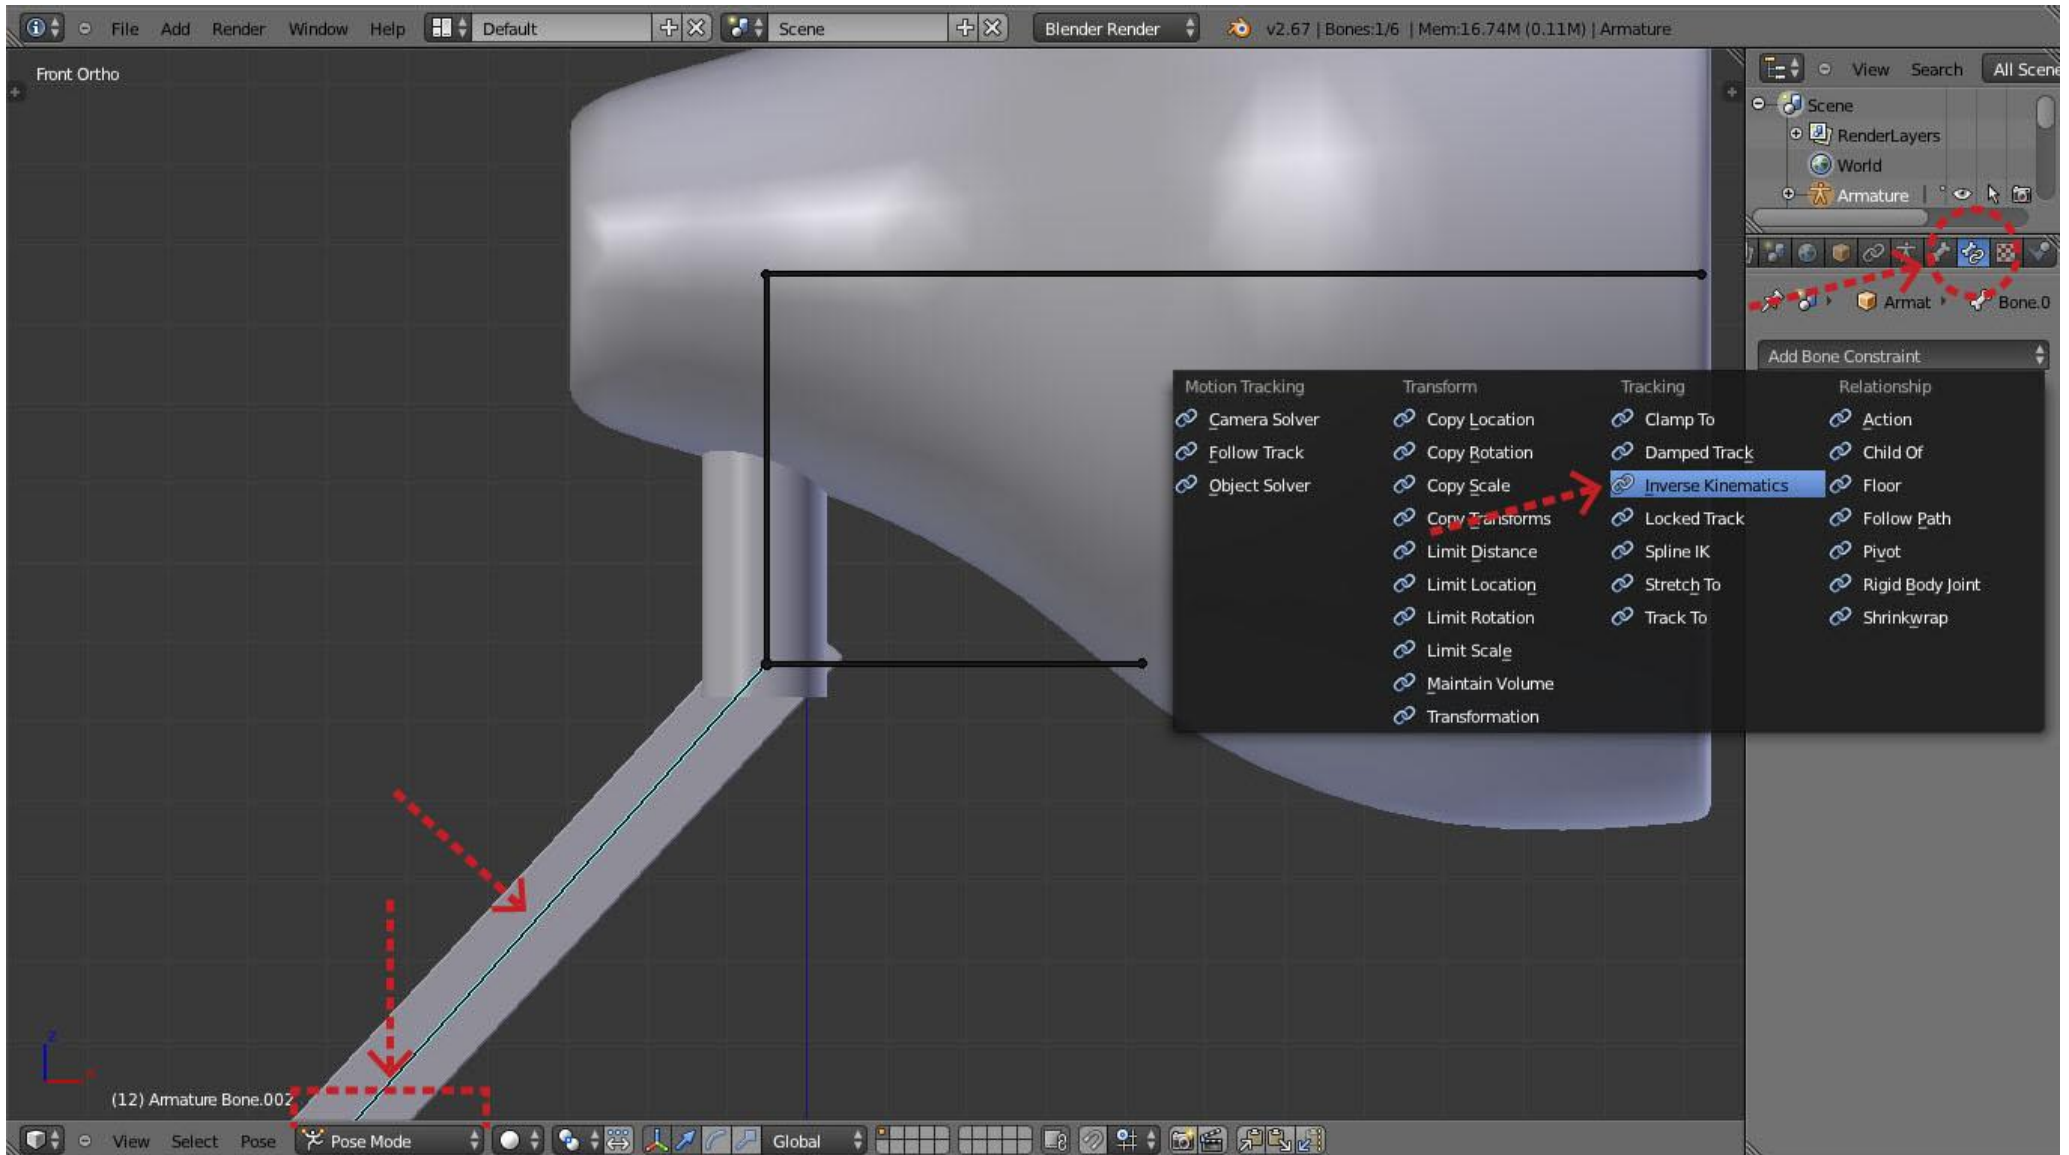 File Add Render Window Help Default Scene Blender Render v2.67 | Bones:1/6 | Mem:16.74M (0.11M) | Armature
Front Ortho
View Search All Scene
Scene
RenderLayers
World
Armature
Armat Bone.0
Add Bone Constraint
Motion Tracking Transform Tracking Relationship
Camera Solver Copy Location Clamp To Action
Follow Track Copy Rotation Damped Track Child Of
Object Solver Copy Scale Inverse Kinematics Floor
Copy Transforms Locked Track Follow Path
Limit Distance Spline IK Pivot
Limit Location Stretch To Rigid Body Joint
Limit Rotation Track To Shrinkwrap
Limit Scale
Maintain Volume
Transformation
z
(12) Armature Bone.002
View Select Pose Pose Mode Global